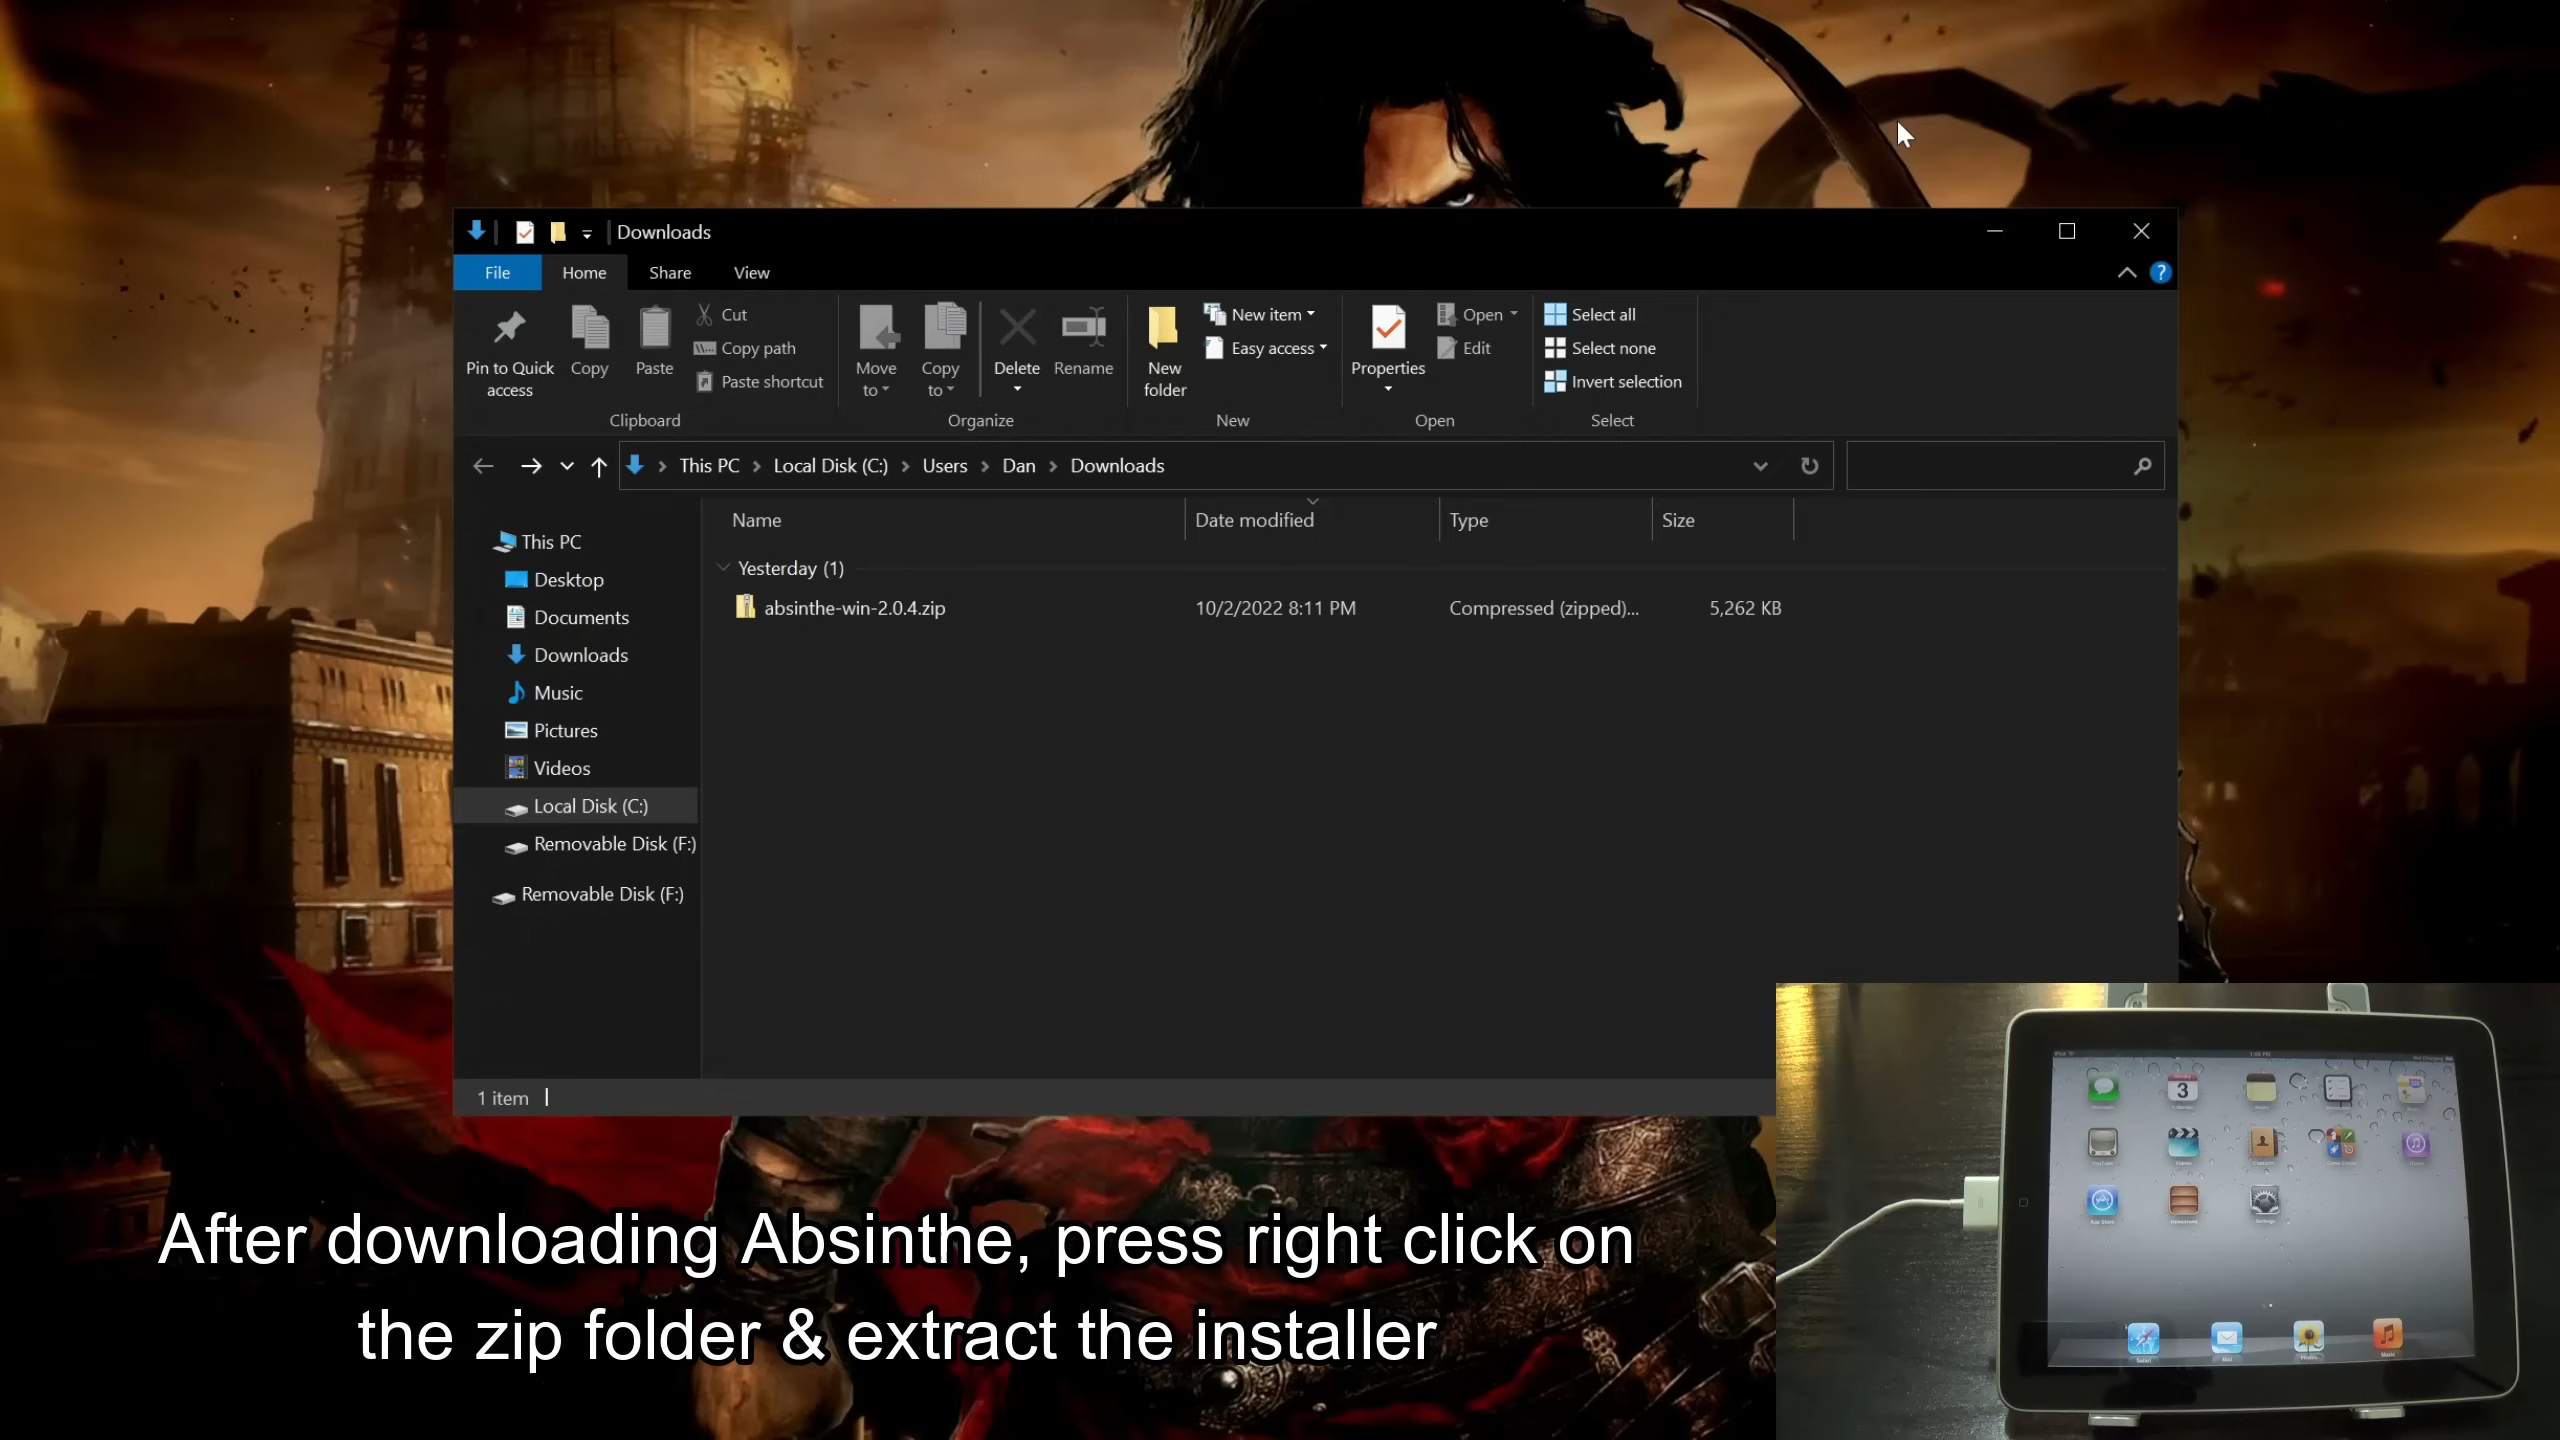 Downloads
File Home Share View
Pin to Quick access
Copy
Paste
Cut
Copy path
Paste shortcut
Clipboard
Move to
Copy to
Delete
Rename
Organize
New folder
New item
Easy access
New
Properties
Open
Edit
Open
Select all
Select none
Invert selection
Select
This PC Local Disk (C:) Users Dan Downloads
Name Date modified Type Size
This PC
Desktop
Documents
Downloads
Music
Pictures
Videos
Local Disk (C:)
Removable Disk (F:)
Removable Disk (F:)
Yesterday (1)
absinthe-win-2.0.4.zip 10/2/2022 8:11 PM Compressed (zipped)... 5,262 KB
1 item
3
After downloading Absinthe, press right click on
the zip folder & extract the installer